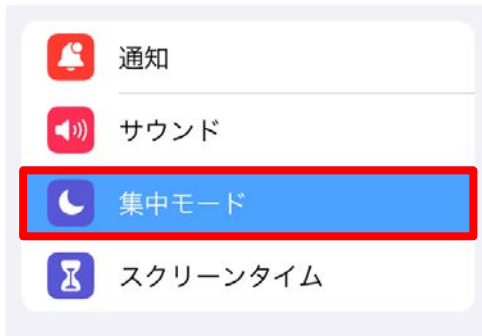 通知
サウンド
集中モード
スクリーンタイム